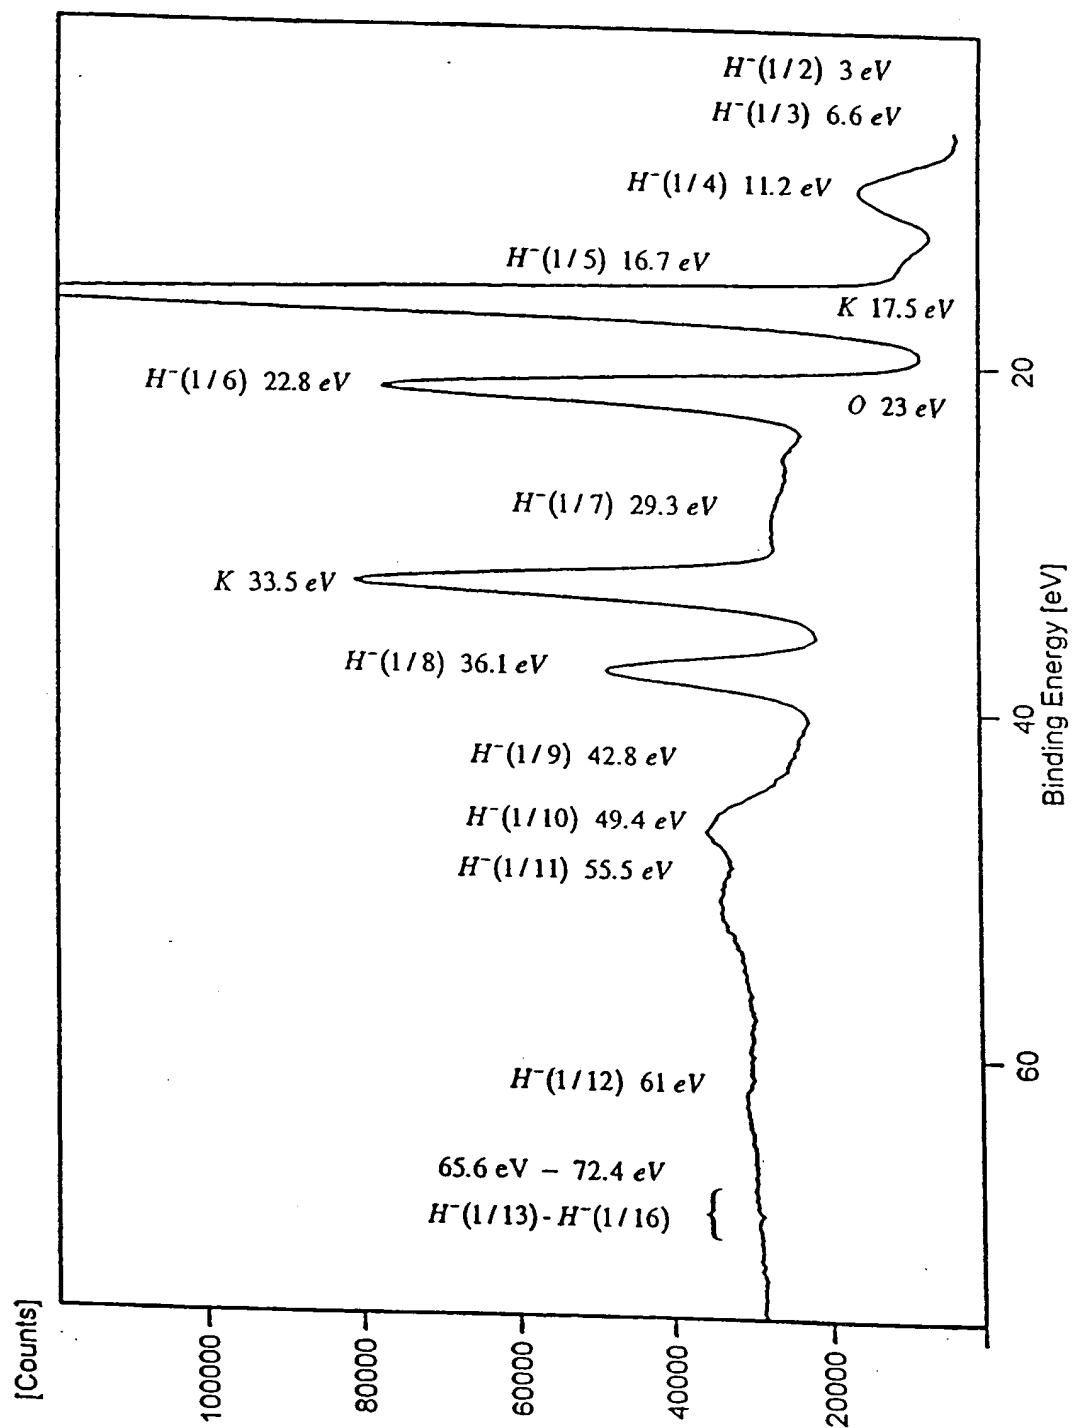 H⁻(1/2) 3 eV
H⁻(1/3) 6.6 eV
H⁻(1/4) 11.2 eV
H⁻(1/5) 16.7 eV
K 17.5 eV
H⁻(1/6) 22.8 eV
O 23 eV
H⁻(1/7) 29.3 eV
K 33.5 eV
H⁻(1/8) 36.1 eV
H⁻(1/9) 42.8 eV
H⁻(1/10) 49.4 eV
H⁻(1/11) 55.5 eV
H⁻(1/12) 61 eV
65.6 eV – 72.4 eV
H⁻(1/13) - H⁻(1/16)
20
40
60
Binding Energy [eV]
[Counts]
100000
80000
60000
40000
20000